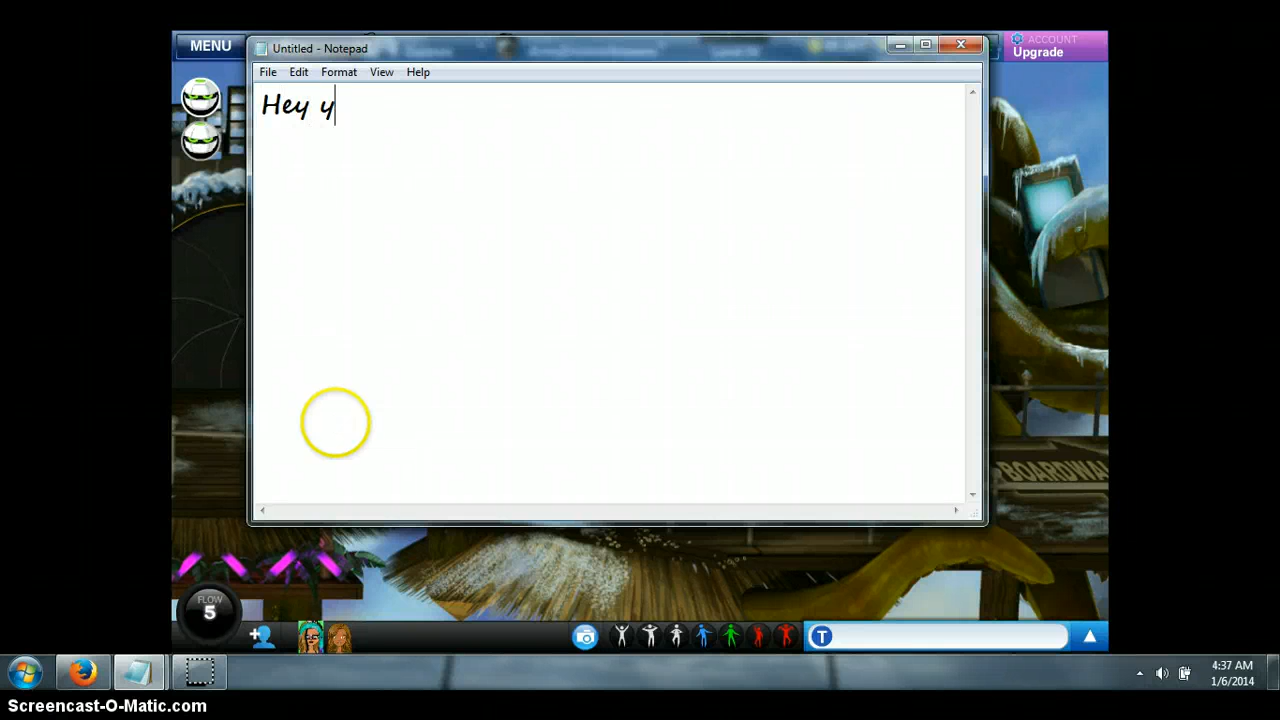 MENU
Untitled - Notepad
ACCOUNT
Upgrade
File Edit Format View Help
Hey y
BOARDWA
FLOW
5
T
4:37 AM
1/6/2014
Screencast-O-Matic.com